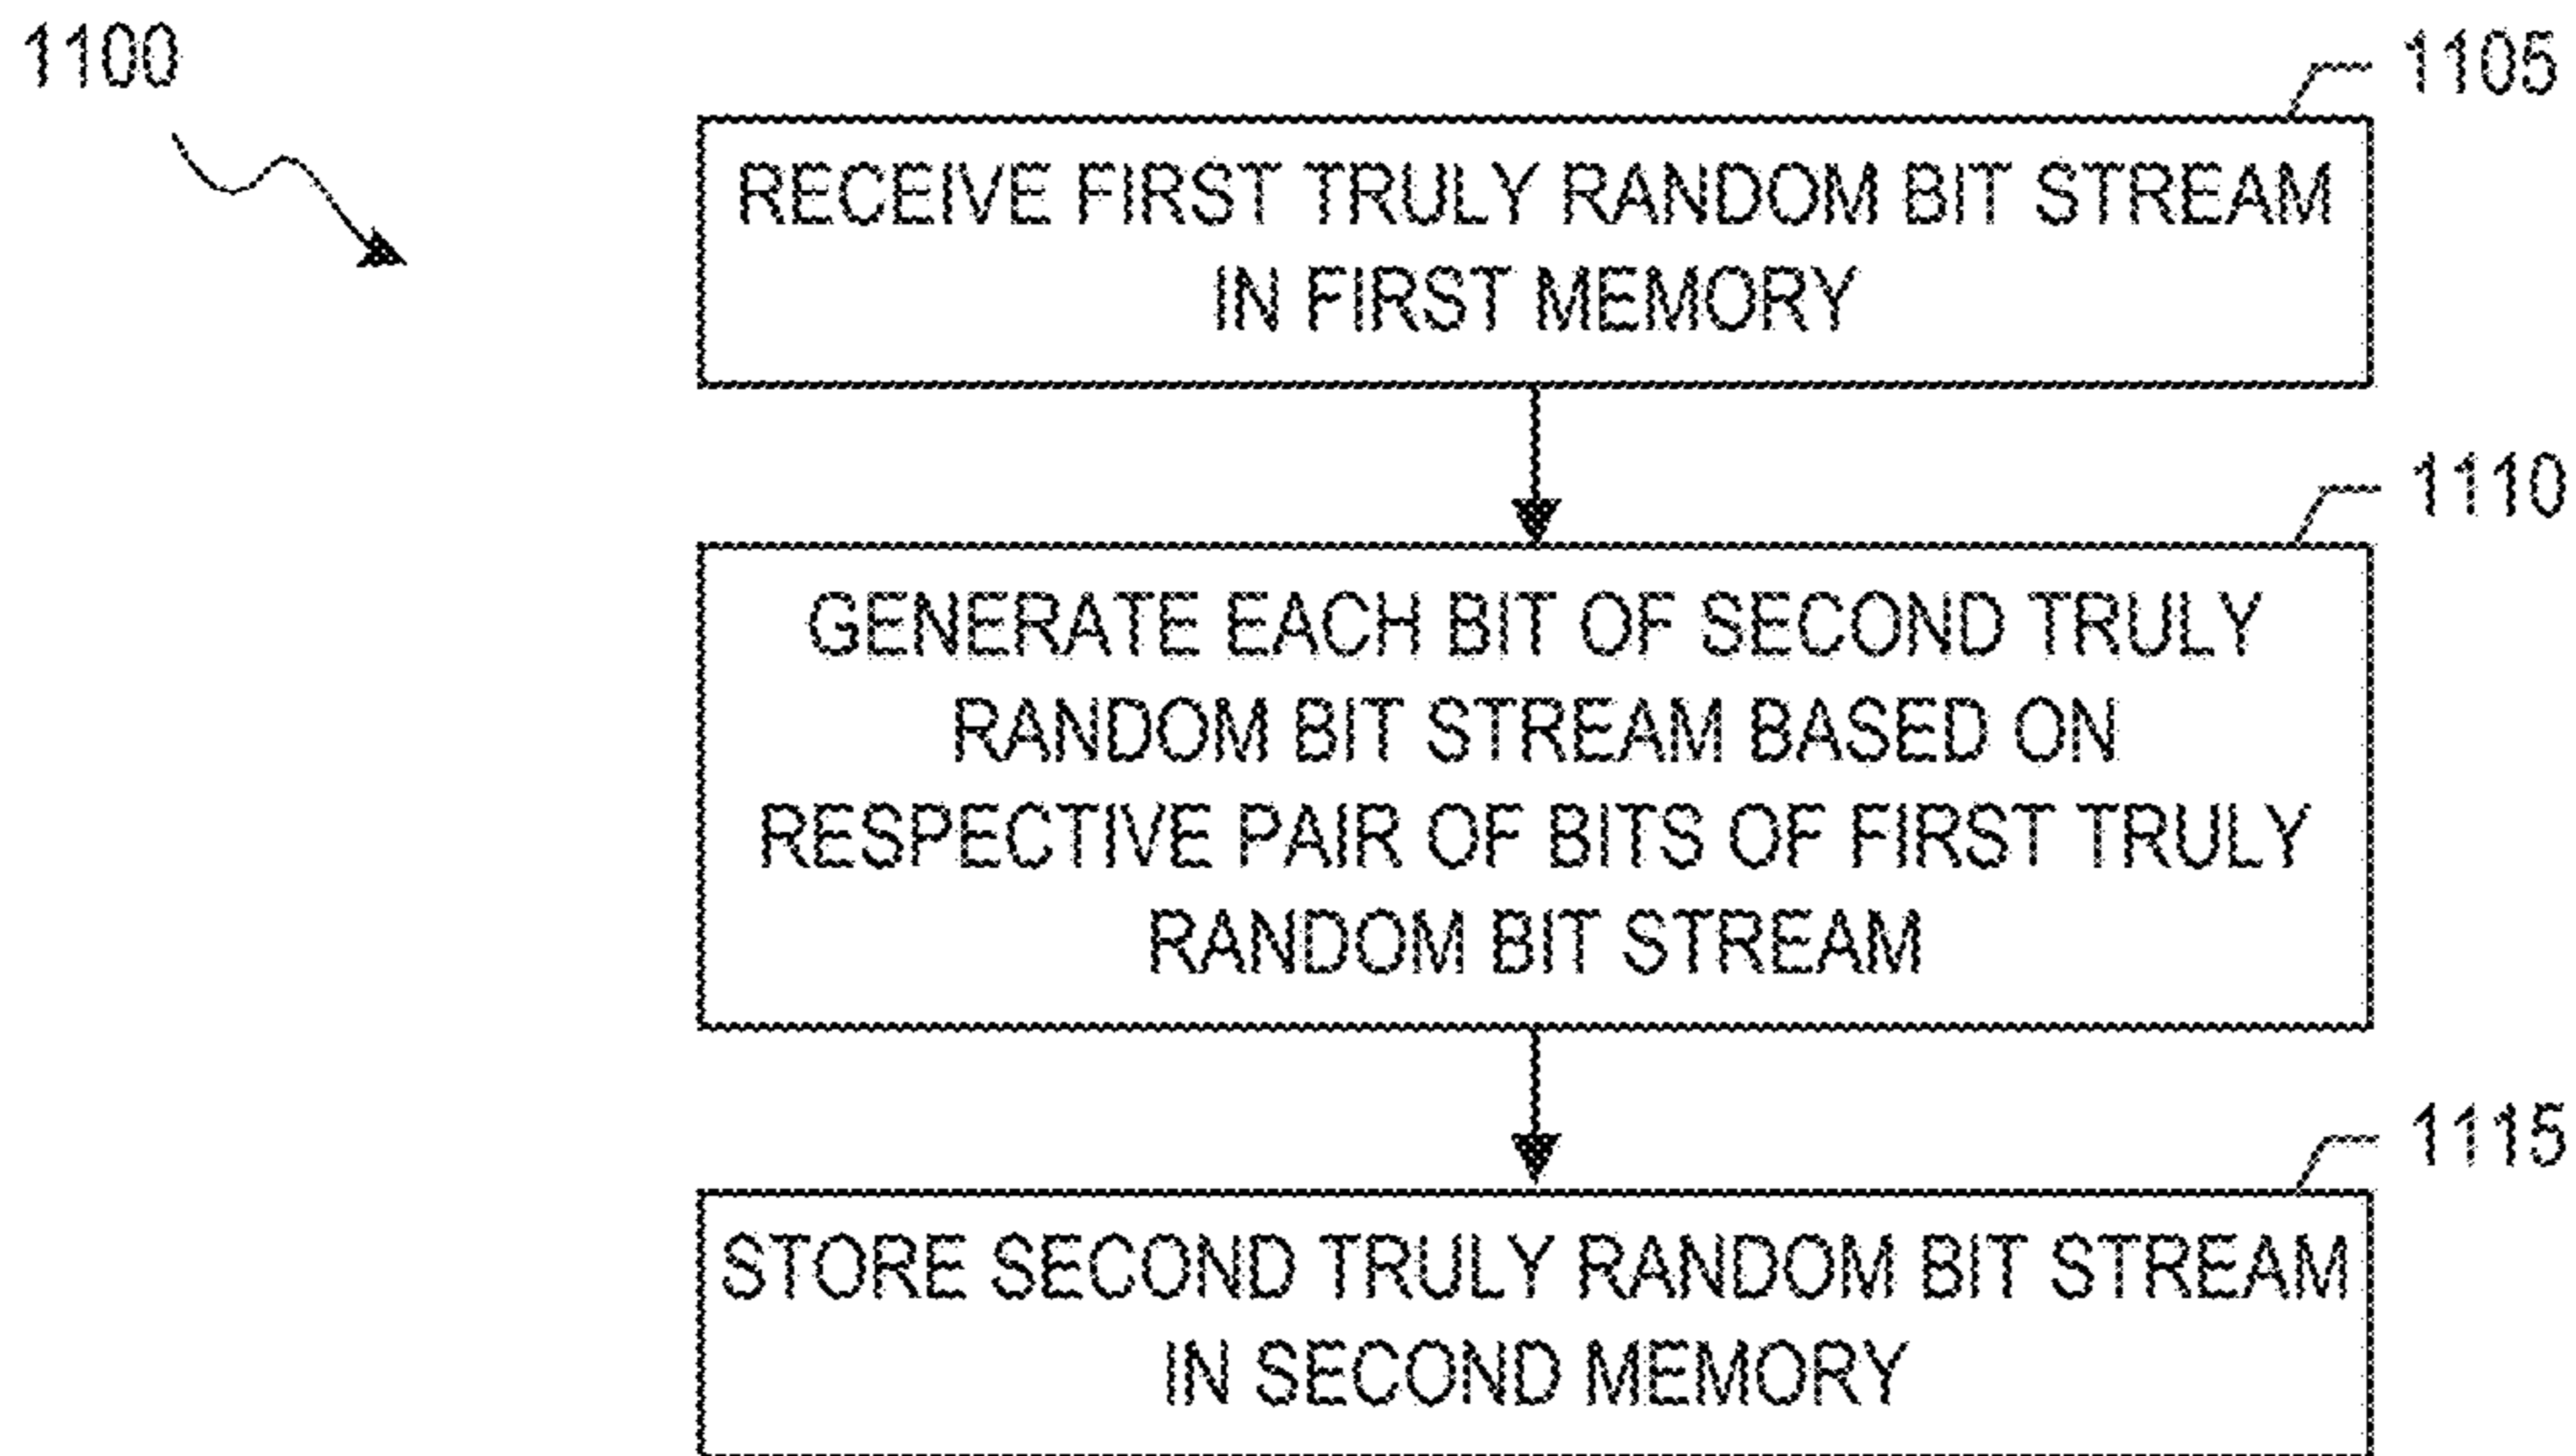 1100
1105
RECEIVE FIRST TRULY RANDOM BIT STREAM
IN FIRST MEMORY
1110
GENERATE EACH BIT OF SECOND TRULY
RANDOM BIT STREAM BASED ON
RESPECTIVE PAIR OF BITS OF FIRST TRULY
RANDOM BIT STREAM
1115
STORE SECOND TRULY RANDOM BIT STREAM
IN SECOND MEMORY